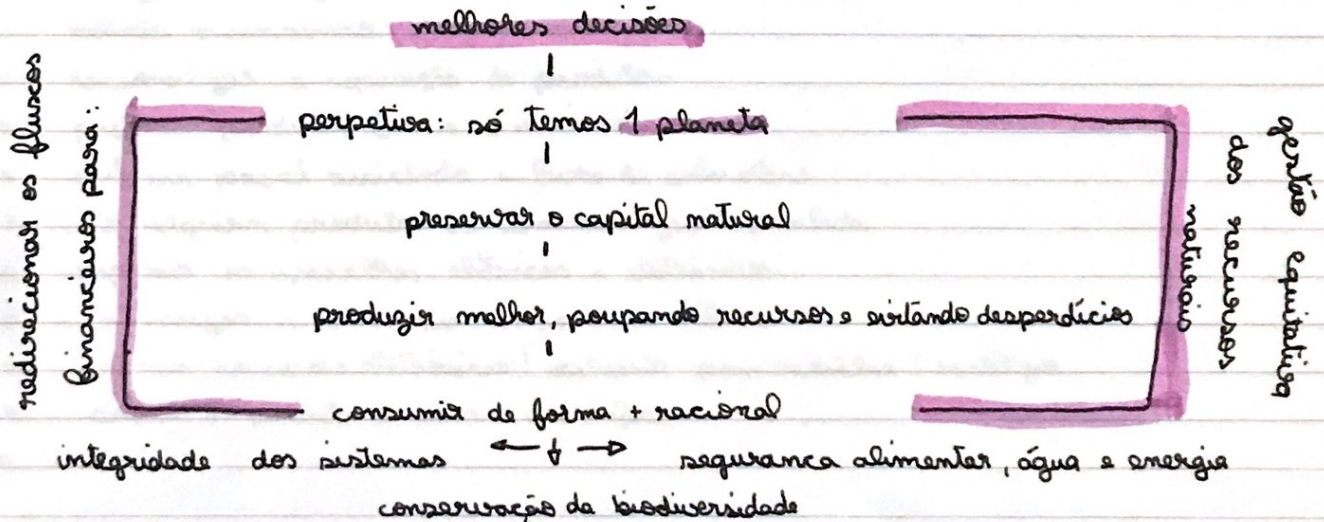 melhores decisões
redirecionar os fluxos
financeiros para:
perpetiva: só temos 1 planeta
preservar o capital natural
produzir melhor, poupando recursos e evitando desperdícios
consumir de forma + racional
gestão equitativa
dos recursos
naturais
integridade dos sistemas ← ↓ → seguranca alimentar, água e energia
conservação da biodiversidade